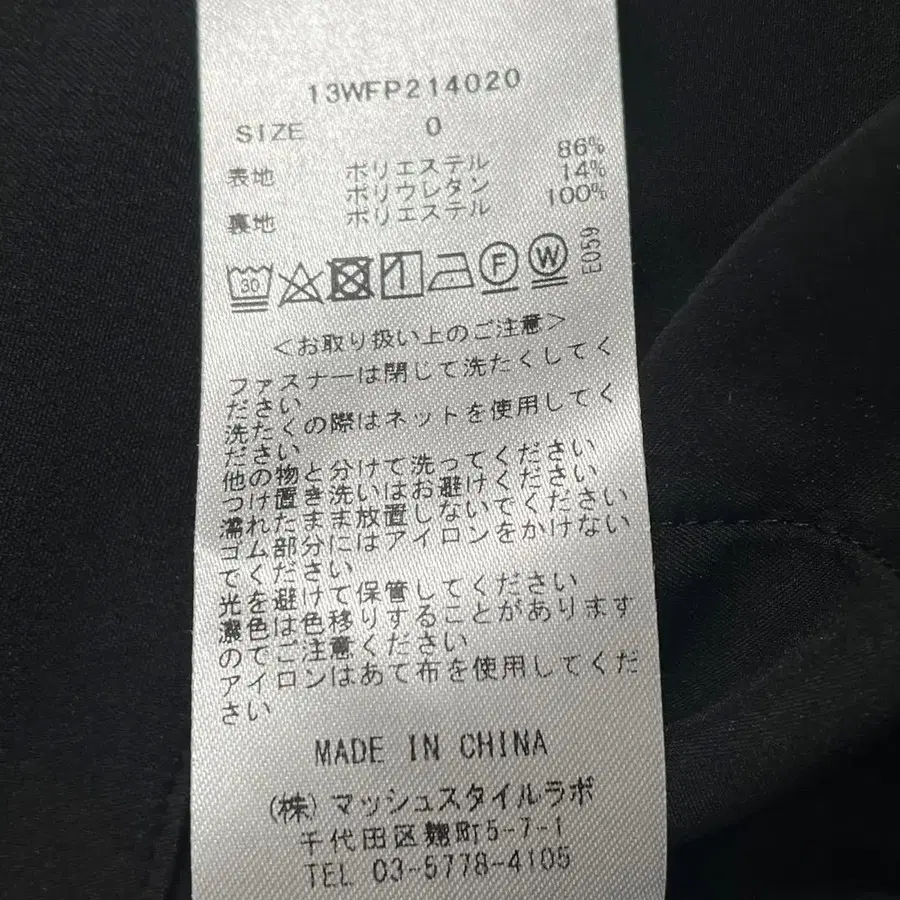 13WFP214020
SIZE 0
表地 ポリエステル 86%
ポリウレタン 14%
裏地 ポリエステル 100%
30 F W E059
<お取り扱い上のご注意>
ファスナーは閉じて洗たくしてく
ださい
洗たくの際はネットを使用してく
ださい
他の物と分けて洗ってください
つけ置き洗いはお避けください
濡れたまま放置しないでください
ゴム部分にはアイロンをかけない
でください
光を避けて保管してください
濃色は色移りすることがあります
のでご注意ください
アイロンはあて布を使用してくだ
さい
MADE IN CHINA
(株)マッシュスタイルラボ
千代田区麹町5-7-1
TEL 03-5778-4105